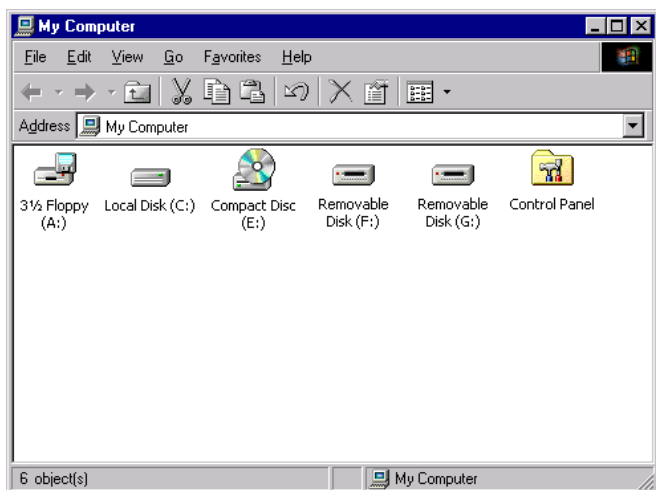 My Computer
File Edit View Go Favorites Help
Address My Computer
3½ Floppy (A:)
Local Disk (C:)
Compact Disc (E:)
Removable Disk (F:)
Removable Disk (G:)
Control Panel
6 object(s)
My Computer